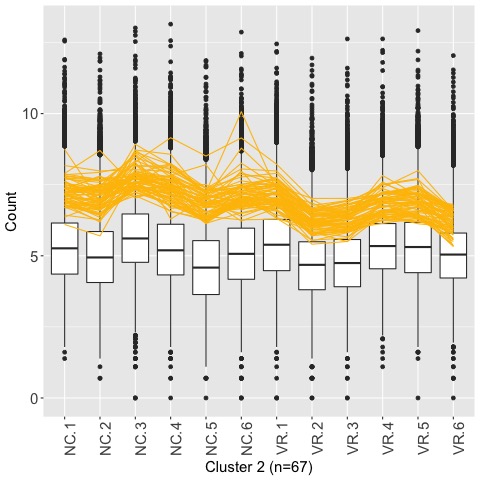 Count
10
5
0
NC.1
NC.2
NC.3
NC.4
NC.5
NC.6
VR.1
VR.2
VR.3
VR.4
VR.5
VR.6
Cluster 2 (n=67)